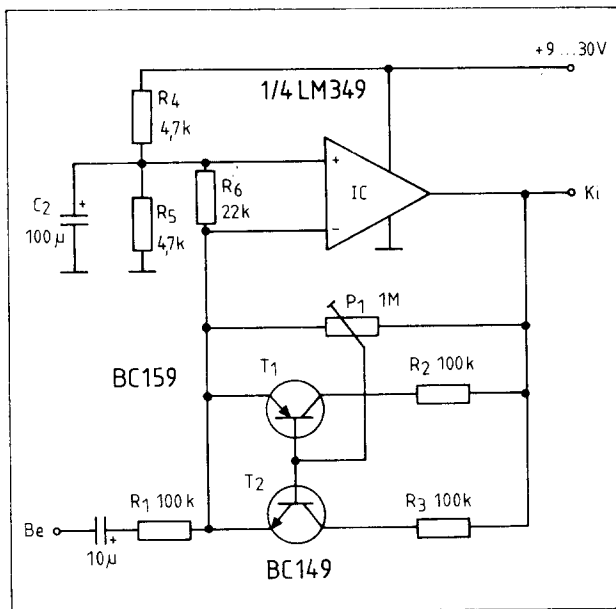 +9 ...30V
1/4 LM349
R4
4,7k
+
IC
-
R6
22k
Ki
C2
+
100µ
R5
4,7k
P1 1M
BC159
T1
R2 100k
T2
R3 100k
Be
R1 100k
+
10µ
BC149